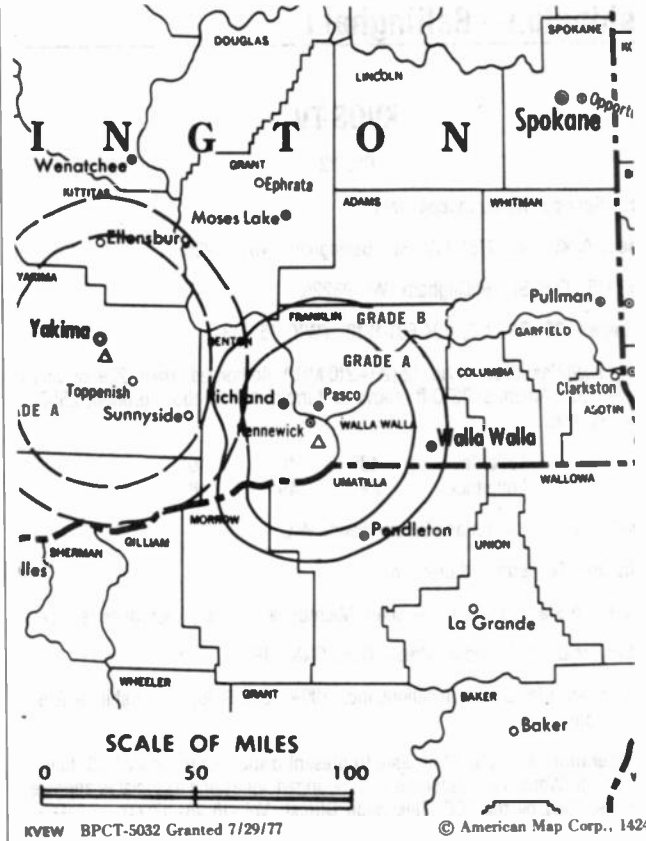 SPOKANE
DOUGLAS
LINCOLN
Spokane
I N G T O N
Wenatchee
GRANT
KITTITAS
Ephrata
ADAMS
WHITMAN
Moses Lake
Ellensburg
YAKIMA
Pullman
FRANKLIN
GRADE B
GARFIELD
Yakima
BENTON
GRADE A
COLUMBIA
Clarkston
Toppenish
Richland
Pasco
ASOTIN
DE A
Sunnyside
Kennewick
WALLA WALLA
Walla Walla
UMATILLA
WALLOWA
MORROW
Pendleton
SHERMAN
GILLIAM
UNION
lles
La Grande
WHEELER
GRANT
BAKER
Baker
SCALE OF MILES
0 50 100
KVEW BPCT-5032 Granted 7/29/77
© American Map Corp., 1424